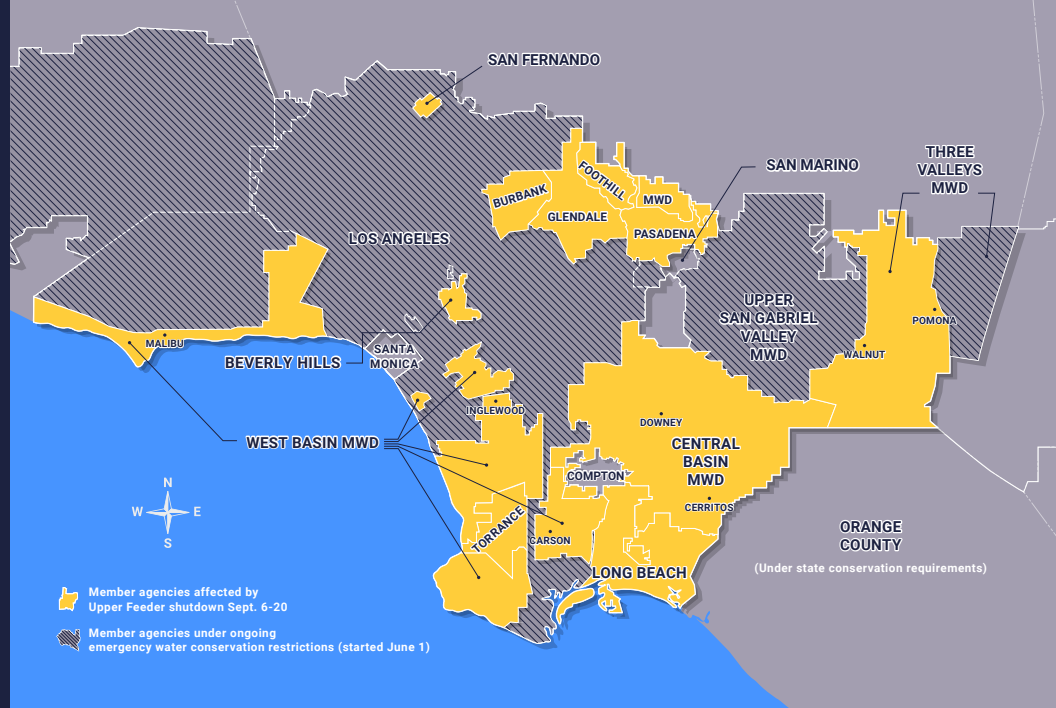 SAN FERNANDO
THREE
VALLEYS
MWD
SAN MARINO
FOOTHILL
MWD
BURBANK
GLENDALE
PASADENA
LOS ANGELES
UPPER
SAN GABRIEL
VALLEY
MWD
POMONA
MALIBU
SANTA
MONICA
WALNUT
BEVERLY HILLS
INGLEWOOD
DOWNEY
WEST BASIN MWD
CENTRAL
BASIN
MWD
COMPTON
CERRITOS
N
W
E
S
TORRANCE
CARSON
ORANGE
COUNTY
(Under state conservation requirements)
LONG BEACH
Member agencies affected by
Upper Feeder shutdown Sept. 6-20
Member agencies under ongoing
emergency water conservation restrictions (started June 1)